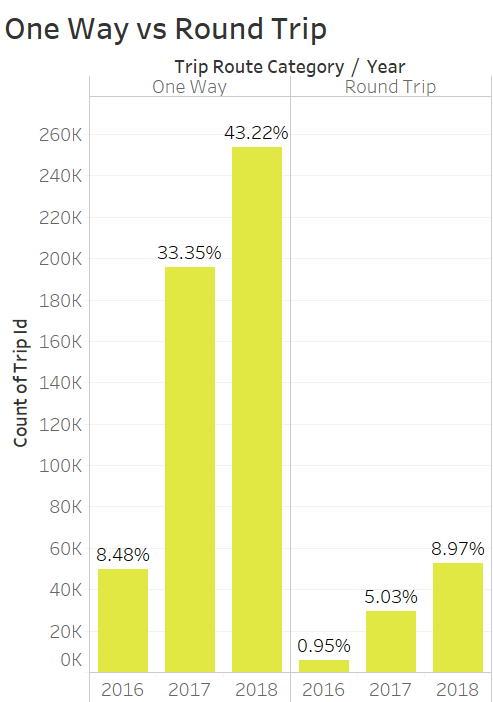 One Way vs Round Trip
Trip Route Category / Year
One Way Round Trip
Count of Trip Id
260K
240K
220K
200K
180K
160K
140K
120K
100K
80K
60K
40K
20K
0K
8.48%
33.35%
43.22%
0.95%
5.03%
8.97%
2016 2017 2018 2016 2017 2018